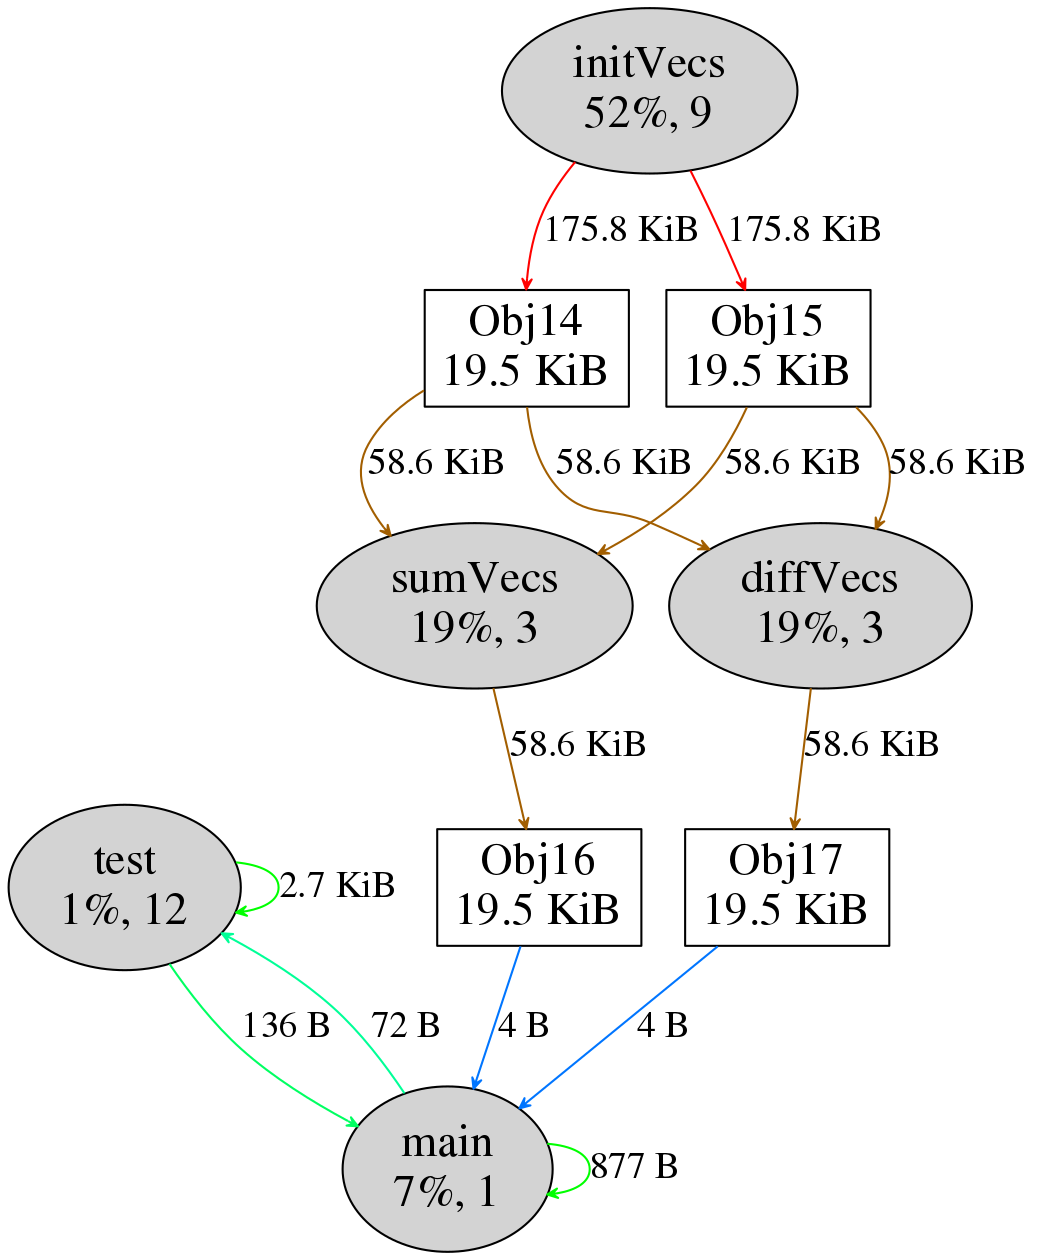 initVecs
52%, 9
175.8 KiB
175.8 KiB
Obj14
19.5 KiB
Obj15
19.5 KiB
58.6 KiB
58.6 KiB
58.6 KiB
58.6 KiB
sumVecs
19%, 3
diffVecs
19%, 3
58.6 KiB
58.6 KiB
test
1%, 12
2.7 KiB
Obj16
19.5 KiB
Obj17
19.5 KiB
136 B
72 B
4 B
4 B
main
7%, 1
877 B